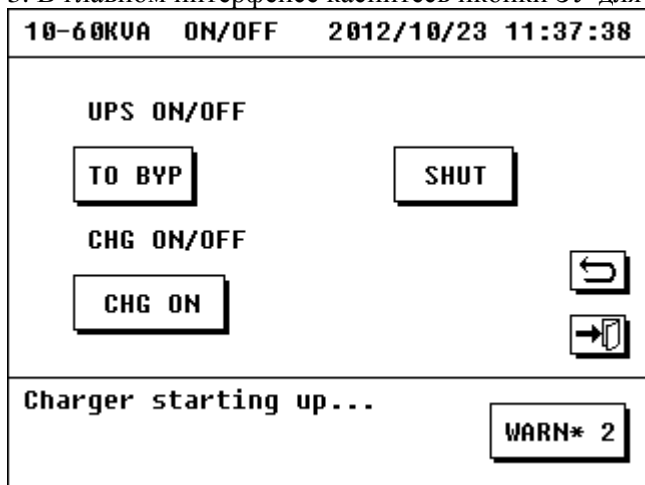 10-60KVA ON/OFF 2012/10/23 11:37:38
UPS ON/OFF
TO BYP SHUT
CHG ON/OFF
CHG ON
Charger starting up...
WARN* 2